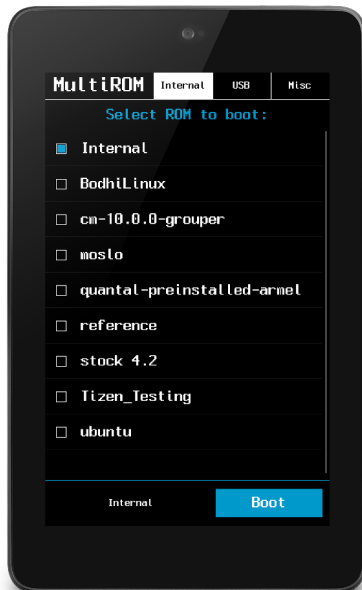 MultiROM Internal USB Misc
Select ROM to boot:
Internal
BodhiLinux
cm-10.0.0-grouper
moslo
quantal-preinstalled-armel
reference
stock 4.2
Tizen_Testing
ubuntu
Internal Boot